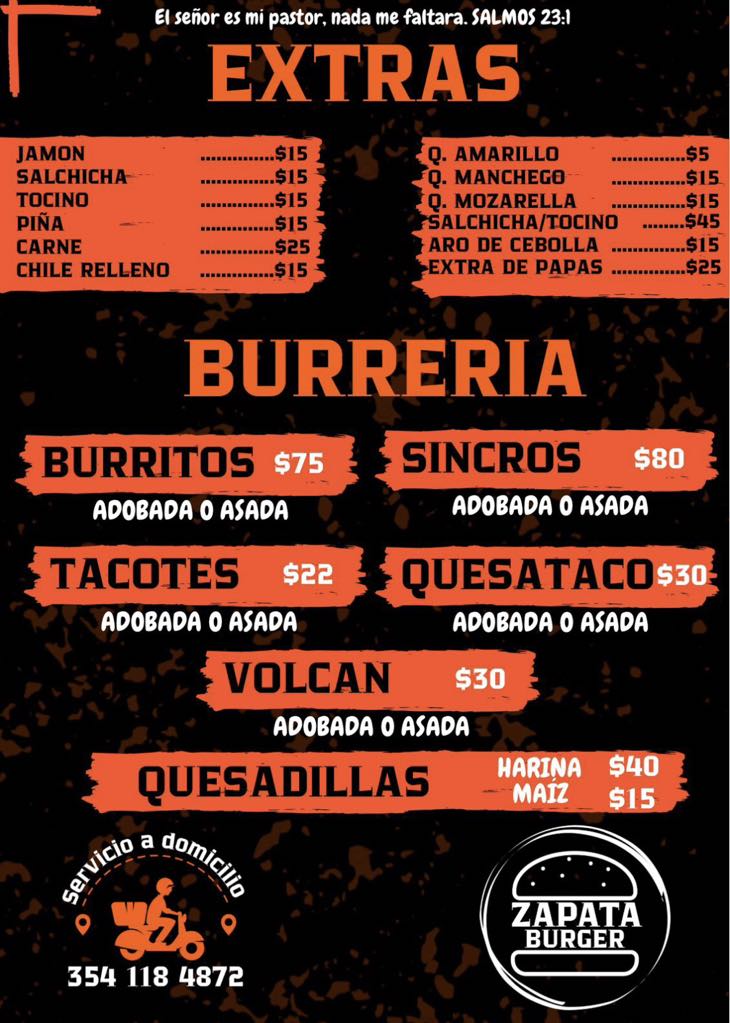 El señor es mi pastor, nada me faltara. SALMOS 23:1
EXTRAS
JAMON ..............$15
SALCHICHA ..............$15
TOCINO ..............$15
PIÑA ..............$15
CARNE ..............$25
CHILE RELLENO ..............$15
Q. AMARILLO ..............$5
Q. MANCHEGO ..............$15
Q. MOZARELLA ..............$15
SALCHICHA/TOCINO ........$45
ARO DE CEBOLLA ..............$15
EXTRA DE PAPAS ..............$25
BURRERIA
BURRITOS $75
ADOBADA O ASADA
SINCROS $80
ADOBADA O ASADA
TACOTES $22
ADOBADA O ASADA
QUESATACO $30
ADOBADA O ASADA
VOLCAN $30
ADOBADA O ASADA
QUESADILLAS
HARINA $40
MAÍZ $15
Servicio a domicilio
354 118 4872
ZAPATA
BURGER